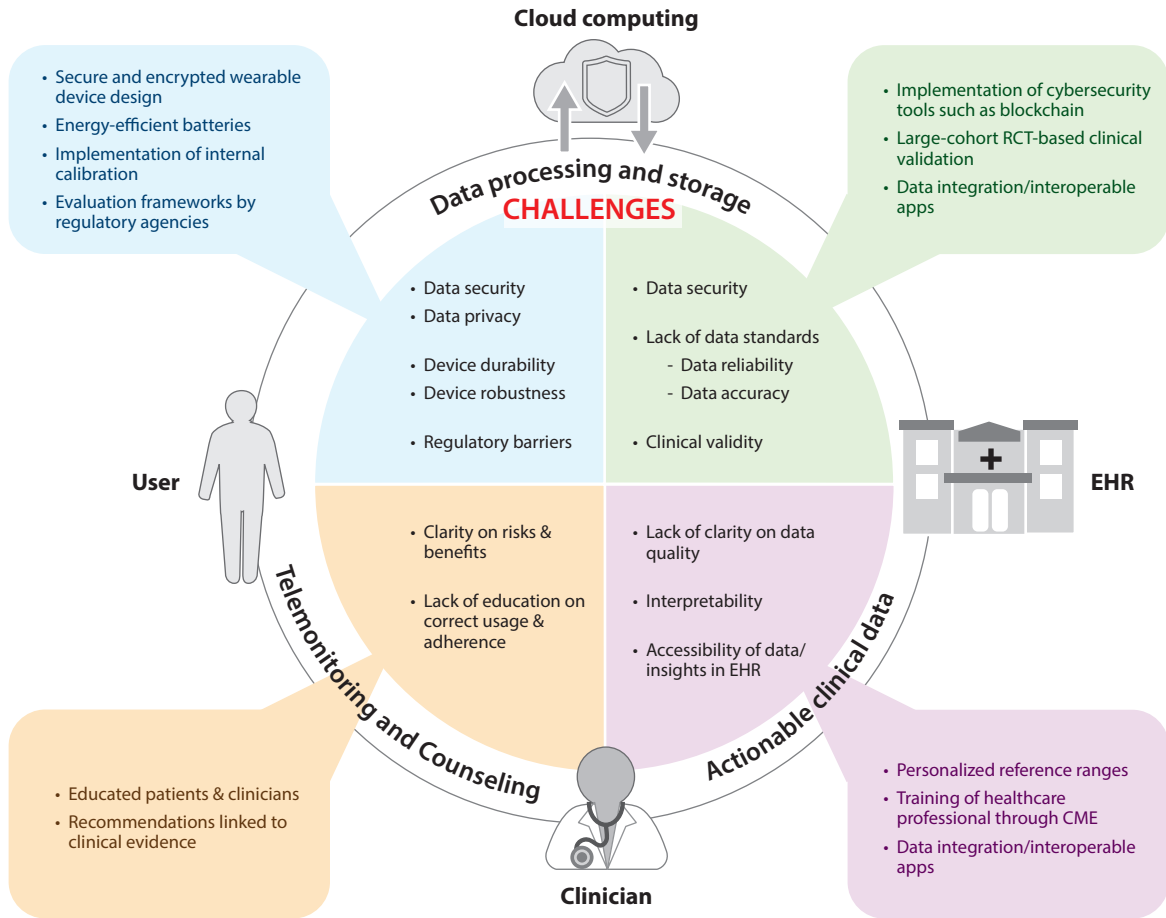 Cloud computing
• Secure and encrypted wearable
device design
• Energy-efficient batteries
• Implementation of internal
calibration
• Evaluation frameworks by
regulatory agencies
• Implementation of cybersecurity
tools such as blockchain
• Large-cohort RCT-based clinical
validation
• Data integration/interoperable
apps
Data processing and storage
CHALLENGES
• Data security
• Data privacy
• Device durability
• Device robustness
• Regulatory barriers
• Data security
• Lack of data standards
- Data reliability
- Data accuracy
• Clinical validity
User
EHR
• Clarity on risks &
benefits
• Lack of education on
correct usage &
adherence
• Lack of clarity on data
quality
• Interpretability
• Accessibility of data/
insights in EHR
Telemonitoring and Counseling
Actionable clinical data
• Educated patients & clinicians
• Recommendations linked to
clinical evidence
• Personalized reference ranges
• Training of healthcare
professional through CME
• Data integration/interoperable
apps
Clinician